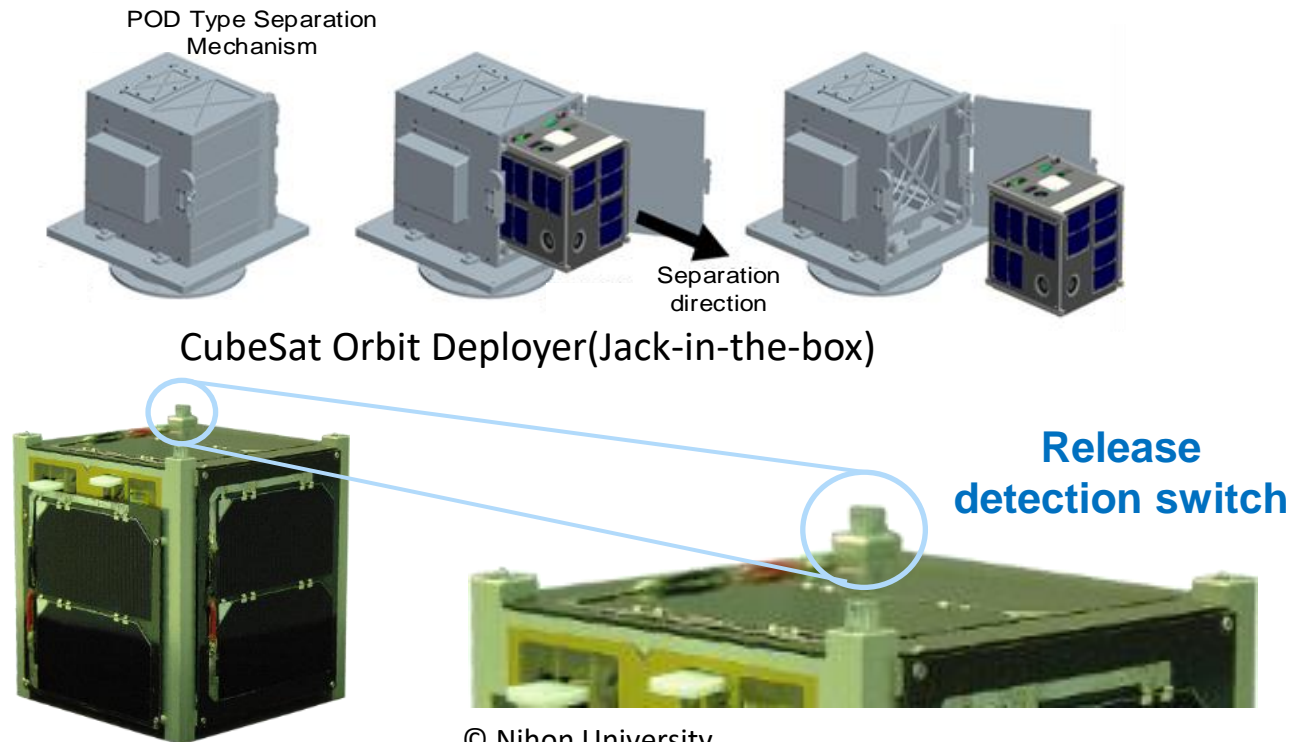 POD Type Separation
Mechanism
Separation
direction
CubeSat Orbit Deployer(Jack-in-the-box)
Release
detection switch
© Nihon University